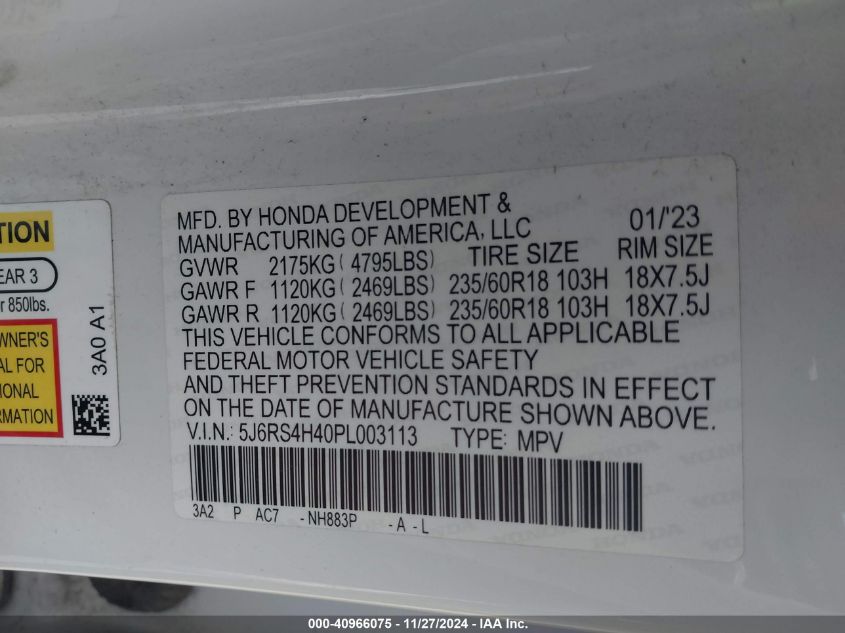 TION
EAR 3
r 850lbs.
WNER'S
AL FOR
IONAL
RMATION
3A0 A1
MFD. BY HONDA DEVELOPMENT &
MANUFACTURING OF AMERICA, LLC 01/'23
GVWR 2175KG ( 4795LBS) TIRE SIZE RIM SIZE
GAWR F 1120KG ( 2469LBS) 235/60R18 103H 18X7.5J
GAWR R 1120KG ( 2469LBS) 235/60R18 103H 18X7.5J
THIS VEHICLE CONFORMS TO ALL APPLICABLE
FEDERAL MOTOR VEHICLE SAFETY
AND THEFT PREVENTION STANDARDS IN EFFECT
ON THE DATE OF MANUFACTURE SHOWN ABOVE.
V.I.N.: 5J6RS4H40PL003113 TYPE: MPV
3A2 P AC7 -NH883P -A -L
000-40966075 - 11/27/2024 - IAA Inc.